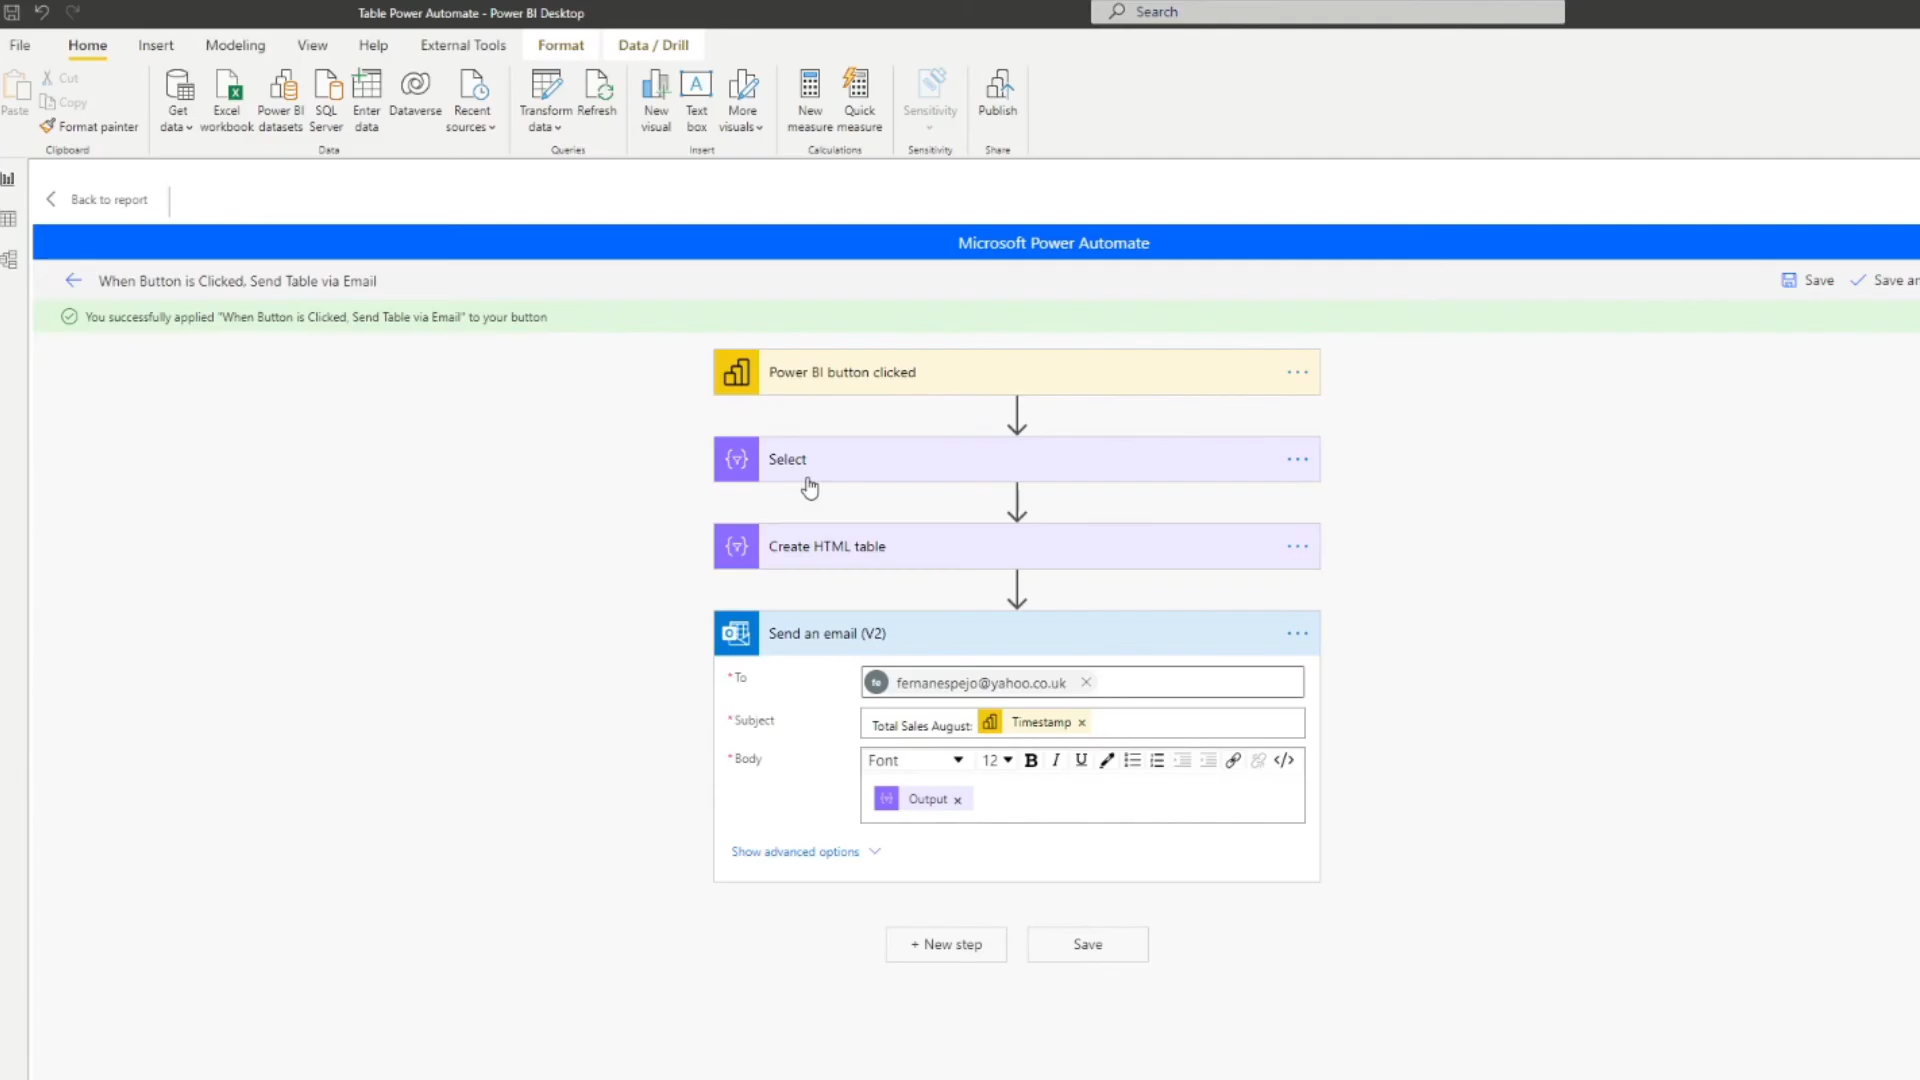 Table Power Automate - Power BI Desktop
Search
File Home Insert Modeling View Help External Tools Format Data / Drill
Paste
Cut
Copy
Format painter
Clipboard
Get data
Excel workbook
Power BI datasets
SQL Server
Enter data
Dataverse
Recent sources
Data
Transform data
Refresh
Queries
New visual
Text box
More visuals
Insert
New measure
Quick measure
Calculations
Sensitivity
Sensitivity
Publish
Share
Back to report
Microsoft Power Automate
When Button is Clicked, Send Table via Email
Save
Save an
You successfully applied "When Button is Clicked, Send Table via Email" to your button
Power BI button clicked
Select
Create HTML table
Send an email (V2)
* To
fe fernanespejo@yahoo.co.uk
* Subject
Total Sales August: Timestamp
* Body
Font 12 B I U
Output
Show advanced options
+ New step
Save